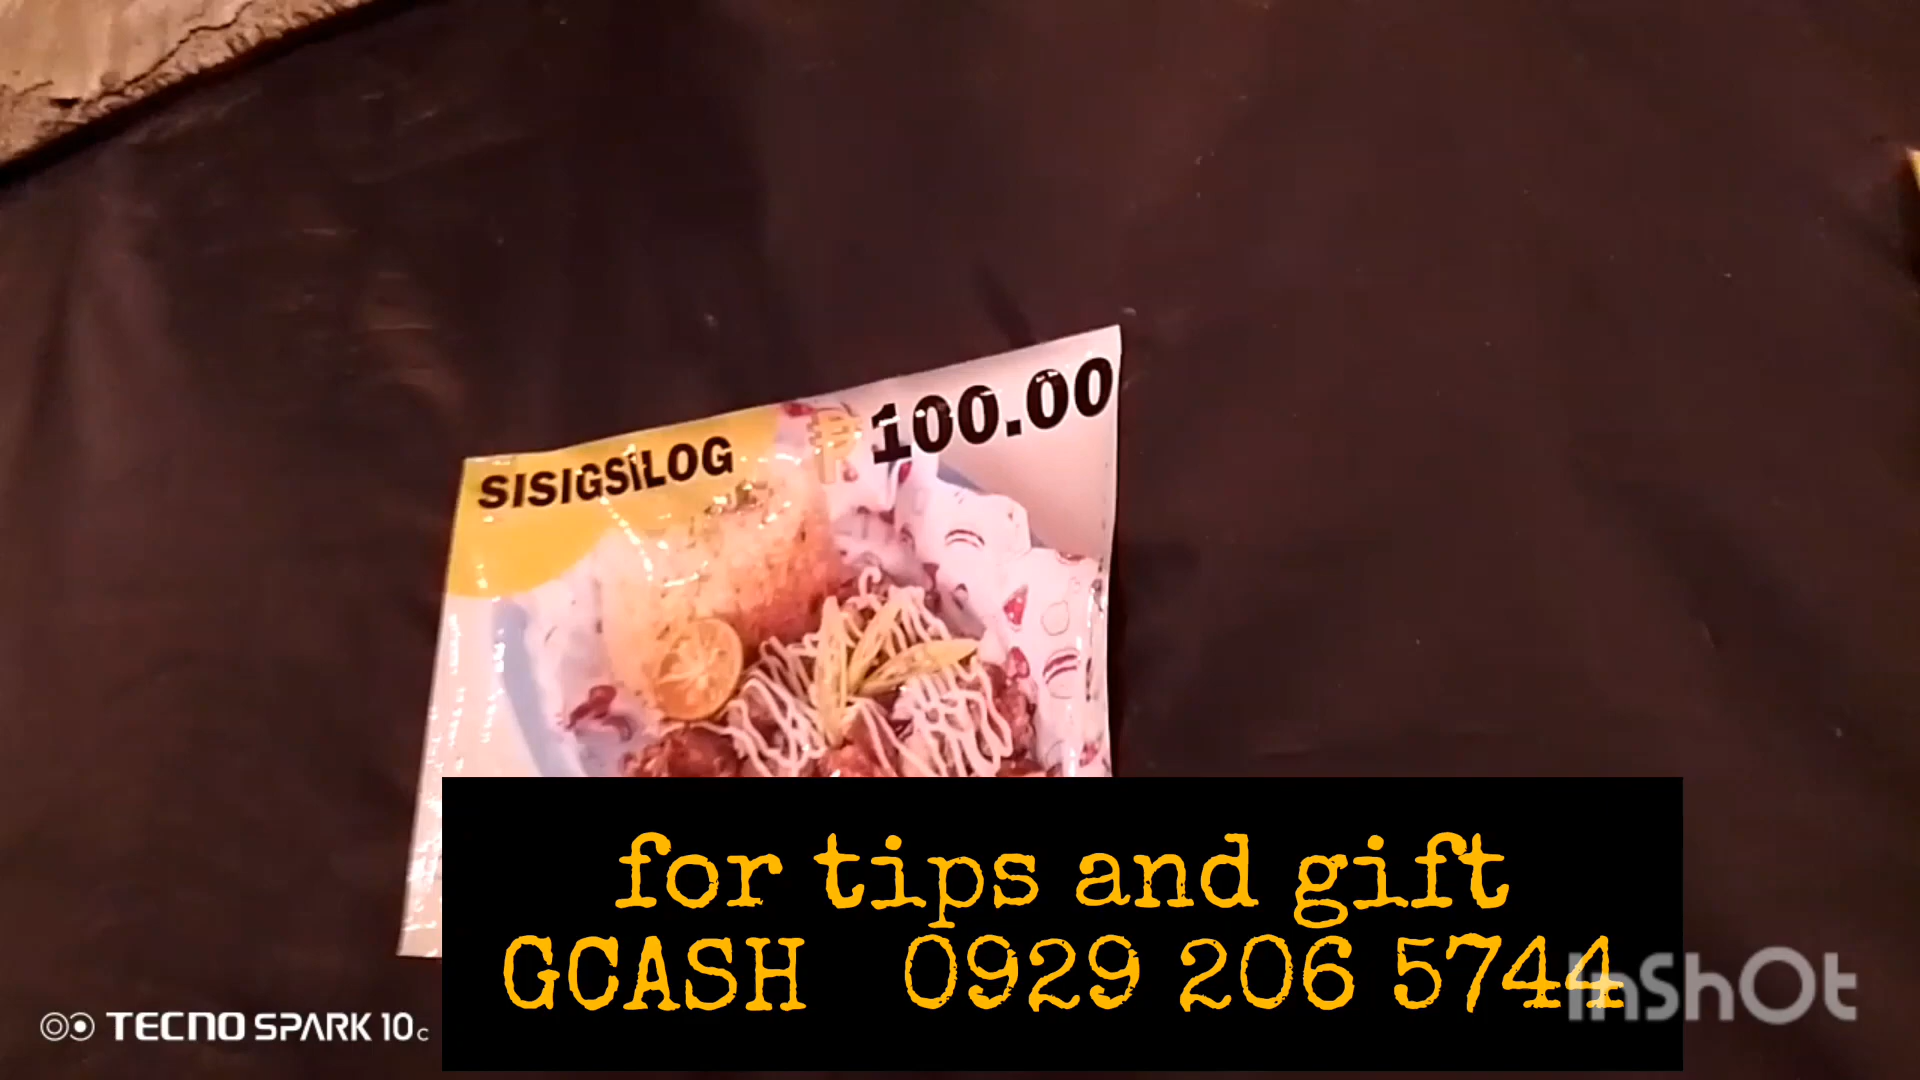 SISIGSILOG ₱100.00
for tips and gift
GCASH 0929 206 5744
InShOt
TECNO SPARK 10c